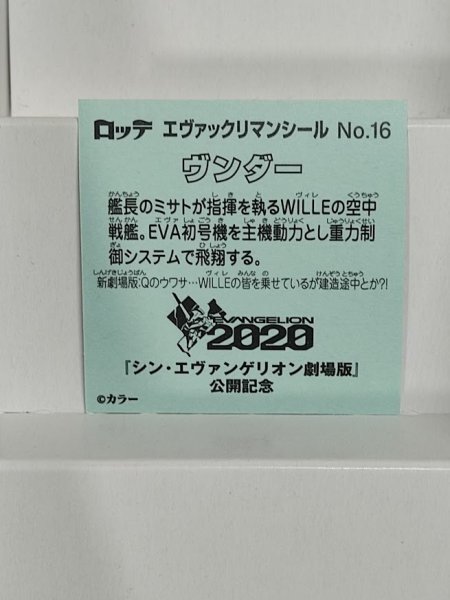 ロッテ エヴァックリマンシール No.16
ヴンダー
艦長のミサトが指揮を執るWILLEの空中
戦艦。EVA初号機を主機動力とし重力制
御システムで飛翔する。
新劇場版:Qのウワサ…WILLEの皆を乗せているが建造途中とか?!
EVANGELION
2020
『シン・エヴァンゲリオン劇場版』
公開記念
©カラー